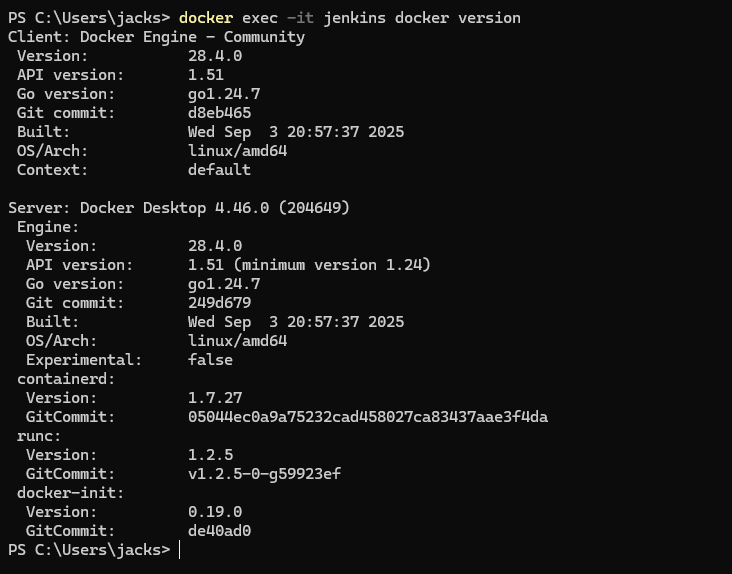 PS C:\Users\jacks> docker exec -it jenkins docker version
Client: Docker Engine - Community
 Version:           28.4.0
 API version:       1.51
 Go version:        go1.24.7
 Git commit:        d8eb465
 Built:             Wed Sep  3 20:57:37 2025
 OS/Arch:           linux/amd64
 Context:           default

Server: Docker Desktop 4.46.0 (204649)
 Engine:
  Version:          28.4.0
  API version:      1.51 (minimum version 1.24)
  Go version:       go1.24.7
  Git commit:       249d679
  Built:            Wed Sep  3 20:57:37 2025
  OS/Arch:          linux/amd64
  Experimental:     false
 containerd:
  Version:          1.7.27
  GitCommit:        05044ec0a9a75232cad458027ca83437aae3f4da
 runc:
  Version:          1.2.5
  GitCommit:        v1.2.5-0-g59923ef
 docker-init:
  Version:          0.19.0
  GitCommit:        de40ad0
PS C:\Users\jacks>